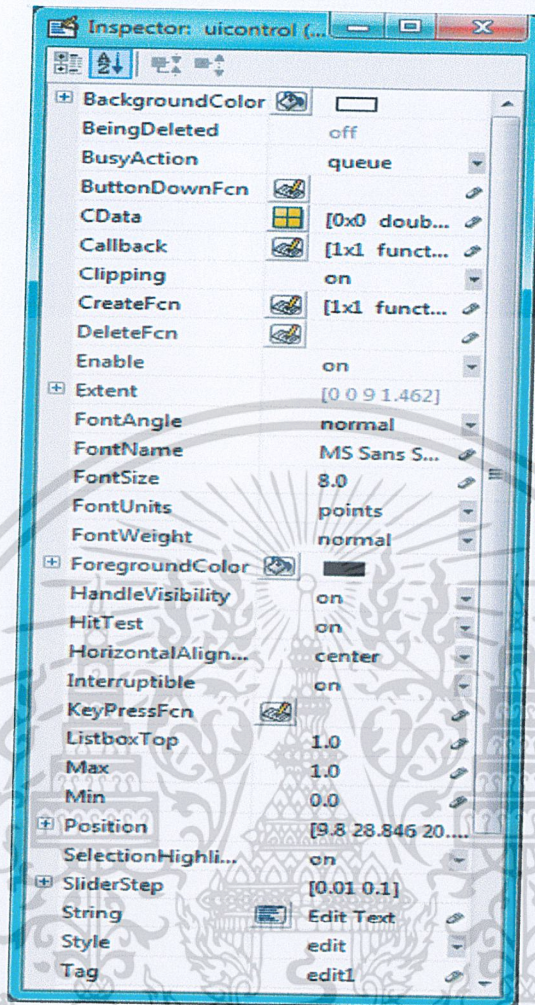 Inspector: uicontrol (...
BackgroundColor
BeingDeleted off
BusyAction queue
ButtonDownFcn
CData [0x0 doub...
Callback [1x1 funct...
Clipping on
CreateFcn [1x1 funct...
DeleteFcn
Enable on
Extent [0 0 9 1.462]
FontAngle normal
FontName MS Sans S...
FontSize 8.0
FontUnits points
FontWeight normal
ForegroundColor
HandleVisibility on
HitTest on
HorizontalAlign... center
Interruptible on
KeyPressFcn
ListboxTop 1.0
Max 1.0
Min 0.0
Position [9.8 28.846 20....
SelectionHighli... on
SliderStep [0.01 0.1]
String Edit Text
Style edit
Tag edit1